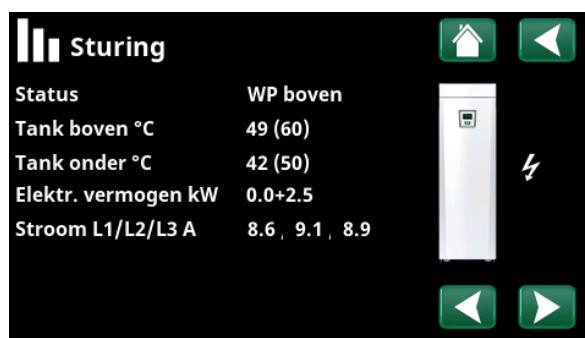 Sturing
Status WP boven
Tank boven °C 49 (60)
Tank onder °C 42 (50)
Elektr. vermogen kW 0.0+2.5
Stroom L1/L2/L3 A 8.6 , 9.1 , 8.9